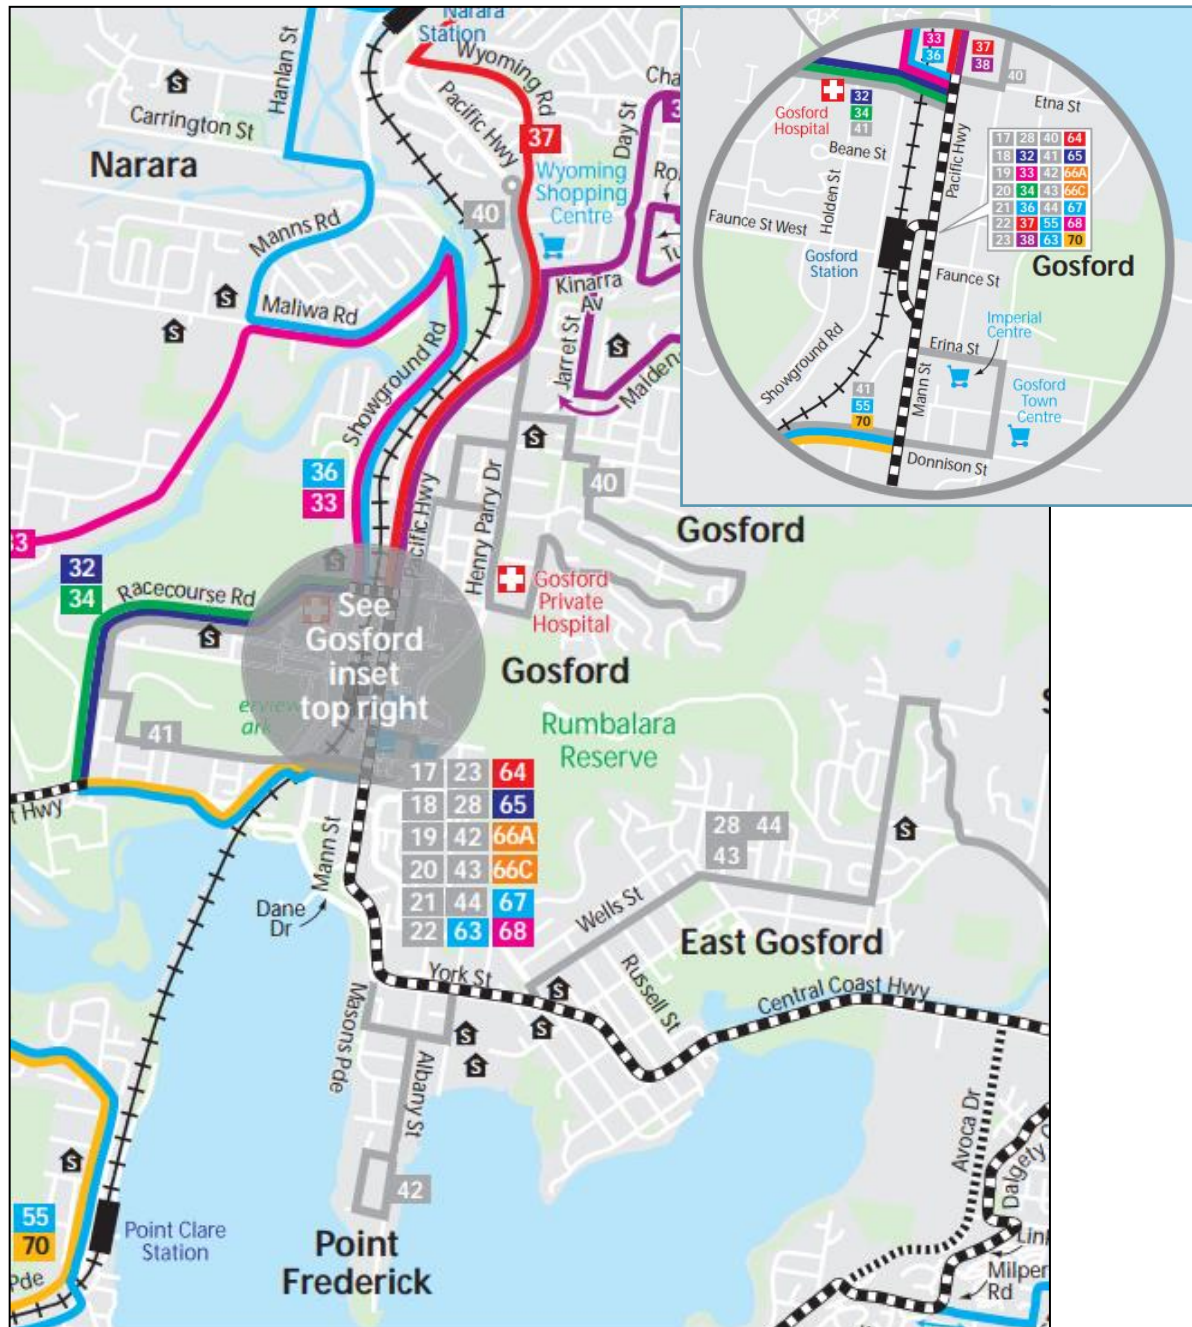 Narara
Station
Hanlan St
Wyoming Rd
Carrington St
Pacific Hwy
37
Day St
Narara
Wyoming
Shopping
Centre
40
Manns Rd
Kinarra
Av
Maliwa Rd
Jarret St
Showground Rd
36
33
Pacific Hwy
Henry Parry Dr
40
Gosford
33
32
34
Racecourse Rd
See
Gosford
inset
top right
Gosford
Private
Hospital
Gosford
Rumbalara
Reserve
41
17 23 64
18 28 65
19 42 66A
20 43 66C
21 44 67
22 63 68
28 44
43
Mann St
Dane
Dr
Wells St
East Gosford
York St
Russell St
Central Coast Hwy
Masons Pde
Albany St
42
Avoca Dr
55
70
Point Clare
Station
Point
Frederick
Pde
Milper
Rd
33
36
37
38
40
Etna St
Gosford
Hospital
32
34
41
Beane St
Pacific Hwy
17 28 40 64
18 32 41 65
19 33 42 66A
20 34 43 66C
21 36 44 67
22 37 55 68
23 38 63 70
Holden St
Faunce St West
Gosford
Station
Gosford
Faunce St
Imperial
Centre
Erina St
Showground Rd
Mann St
Gosford
Town
Centre
41
55
70
Donnison St